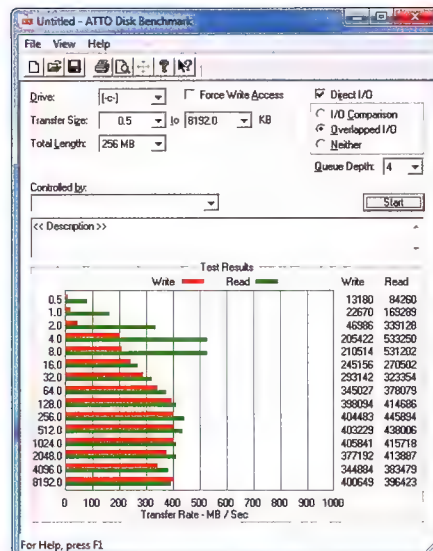 Untitled - ATTO Disk Benchmark
File View Help
Drive: [-c-] Force Write Access Direct I/O
Transfer Size: 0.5 to 8192.0 KB
Total Length: 256 MB
I/O Comparison
Overlapped I/O
Neither
Queue Depth: 4
Controlled by:
Start
<< Description >>
Test Results
Write Read Write Read
0.5 13180 84260
1.0 22670 169289
2.0 46986 339128
4.0 205422 533250
8.0 210514 531202
16.0 245156 270502
32.0 293142 323354
64.0 345027 378079
128.0 398094 414686
256.0 404483 445894
512.0 403229 438006
1024.0 405841 415718
2048.0 377192 413887
4096.0 344884 383479
8192.0 400649 396423
0 100 200 300 400 500 600 700 800 900 1000
Transfer Rate - MB / Sec
For Help, press F1